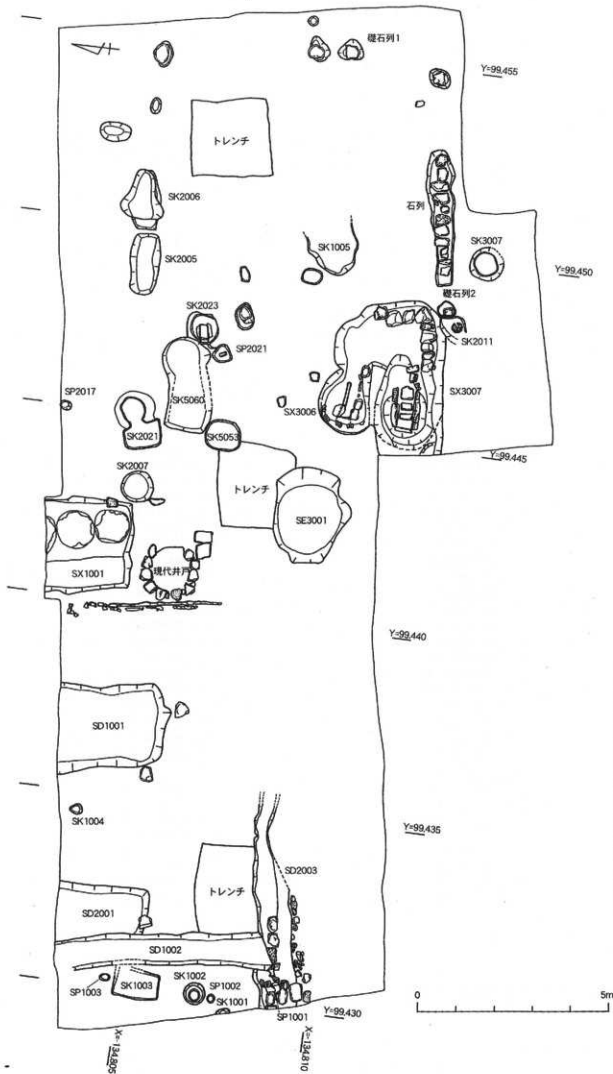 礎石列1
Y=99.455
トレンチ
SK2006
石列
SK1005
SK3007
SK2005
Y=99.450
礎石列2
SK2023
SK2011
SP2021
SX3007
SP2017
SK5060
SX3006
SK2021
SK5053
Y=99.445
SK2007
トレンチ
SE3001
現代井戸
SX1001
Y=99.440
SD1001
SK1004
Y=99.435
SD2003
トレンチ
SD2001
SD1002
SK1002
SP1002
SP1003
SK1003
SK1001
SP1001
Y=99.430
0 5m
X=-134.805
X=-134.810